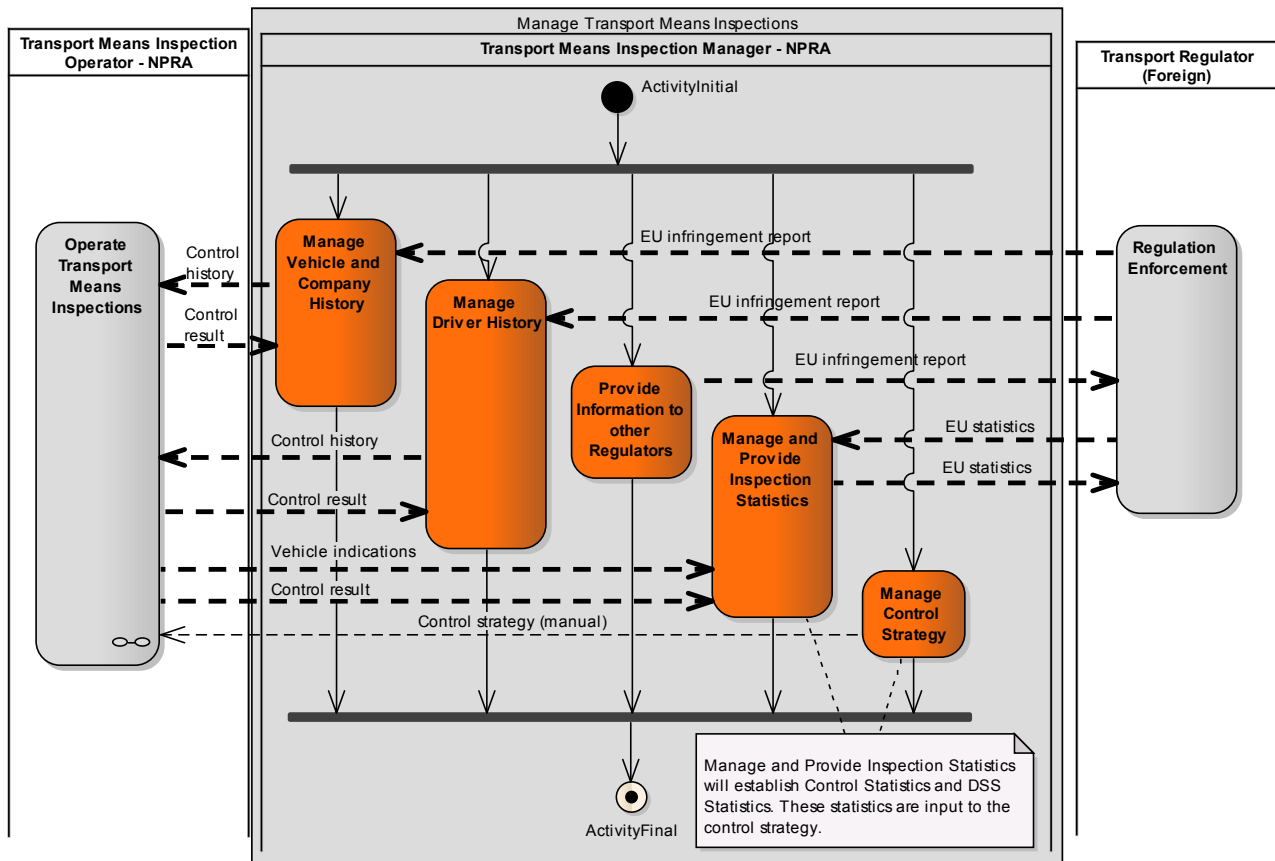 Manage Transport Means Inspections
Transport Means Inspection
Operator - NPRA
Transport Means Inspection Manager - NPRA
Transport Regulator
(Foreign)
ActivityInitial
Operate
Transport
Means
Inspections
Control
history
Control
result
Manage
Vehicle and
Company
History
EU infringement report
Regulation
Enforcement
Manage
Driver History
EU infringement report
EU infringement report
Provide
Information to
other
Regulators
Control history
Manage and
Provide
Inspection
Statistics
EU statistics
EU statistics
Control result
Vehicle indications
Control result
Control strategy (manual)
Manage
Control
Strategy
Manage and Provide Inspection Statistics
will establish Control Statistics and DSS
Statistics. These statistics are input to the
control strategy.
ActivityFinal